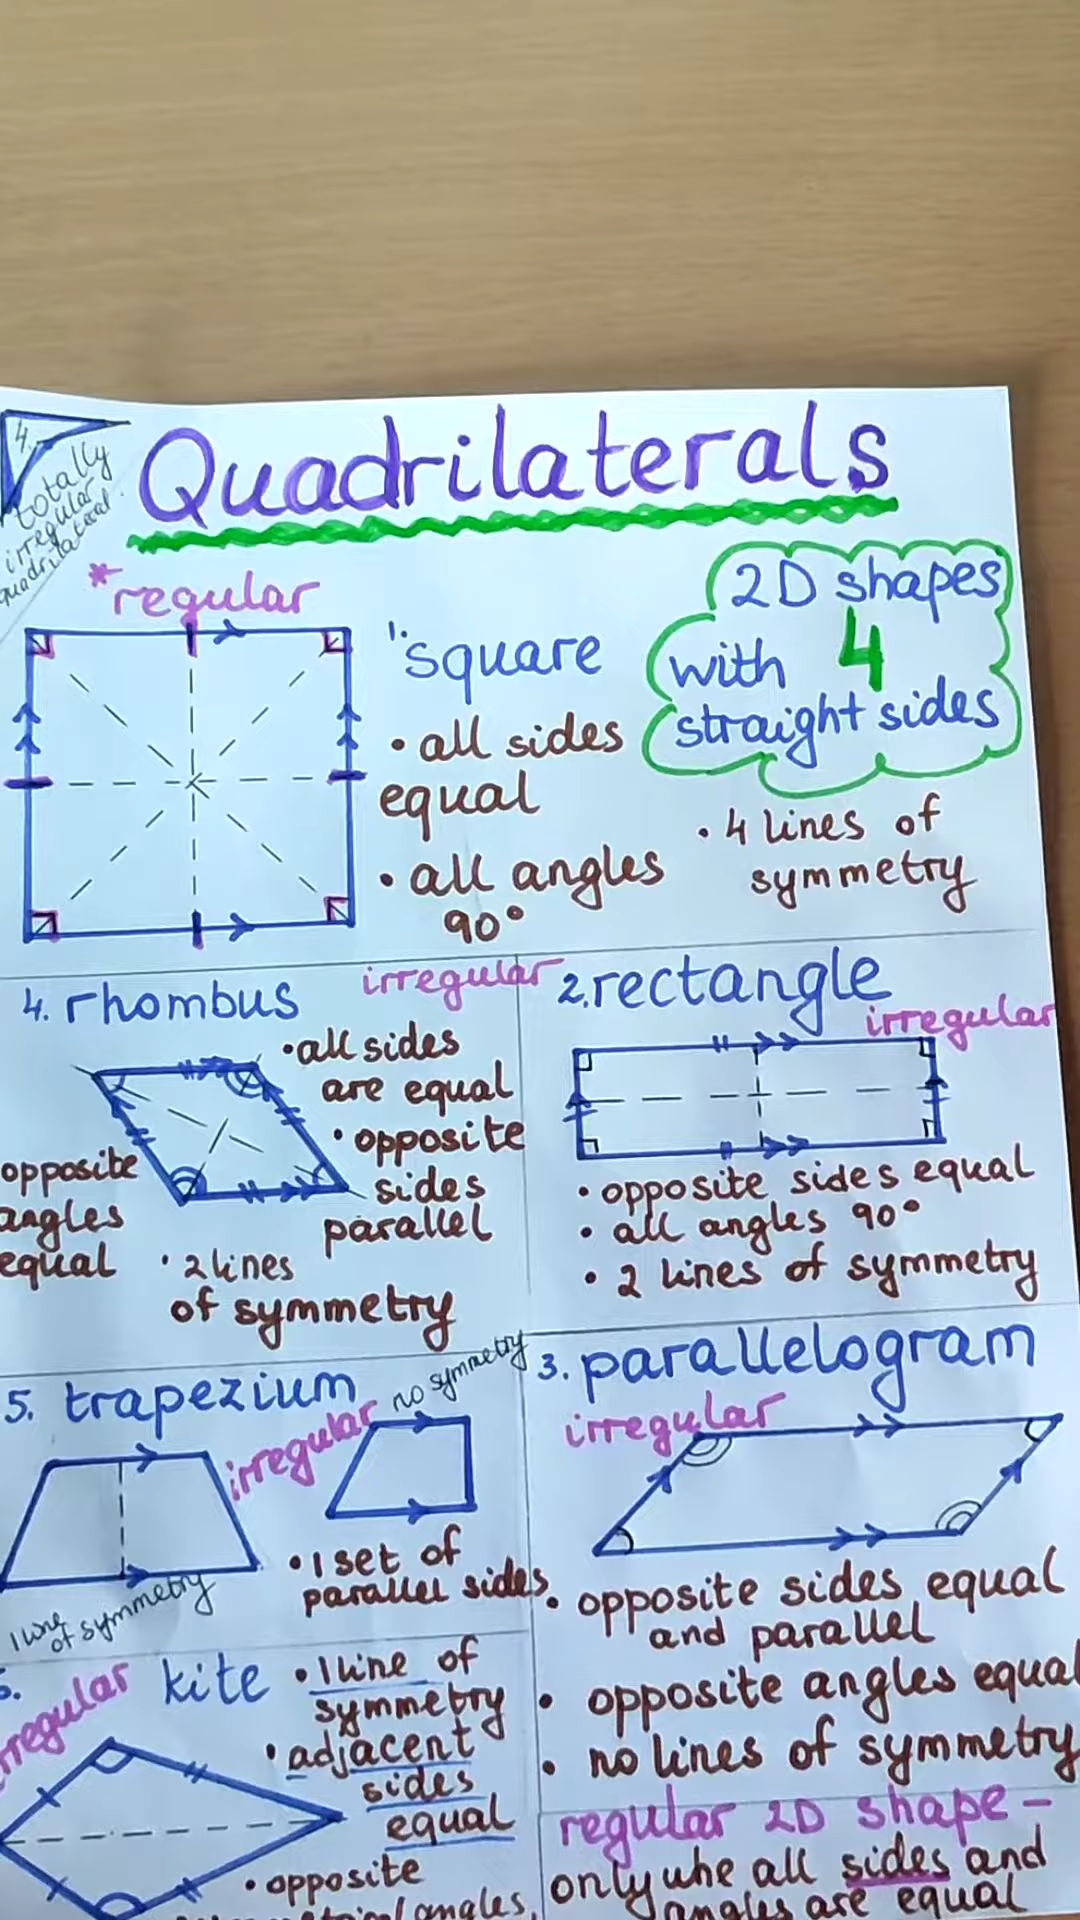 Quadrilaterals
4.
totally
irregular
quadrilateral
*regular
1. square
• all sides
equal
• all angles
90°
2D shapes
with 4
straight sides
• 4 lines of
symmetry
4. rhombus
irregular
• all sides
are equal
• opposite
sides
parallel
opposite
angles
equal
• 2 lines
of symmetry
2. rectangle
irregular
• opposite sides equal
• all angles 90°
• 2 lines of symmetry
5. trapezium
no symmetry
irregular
• 1 set of
parallel sides
1 line
of symmetry
3. parallelogram
irregular
• opposite sides equal
and parallel
• opposite angles equal
• no lines of symmetry
kite
irregular
• 1 line of
symmetry
• adjacent
sides
equal
• opposite
angles
regular 2D shape –
only whe all sides and
angles are equal